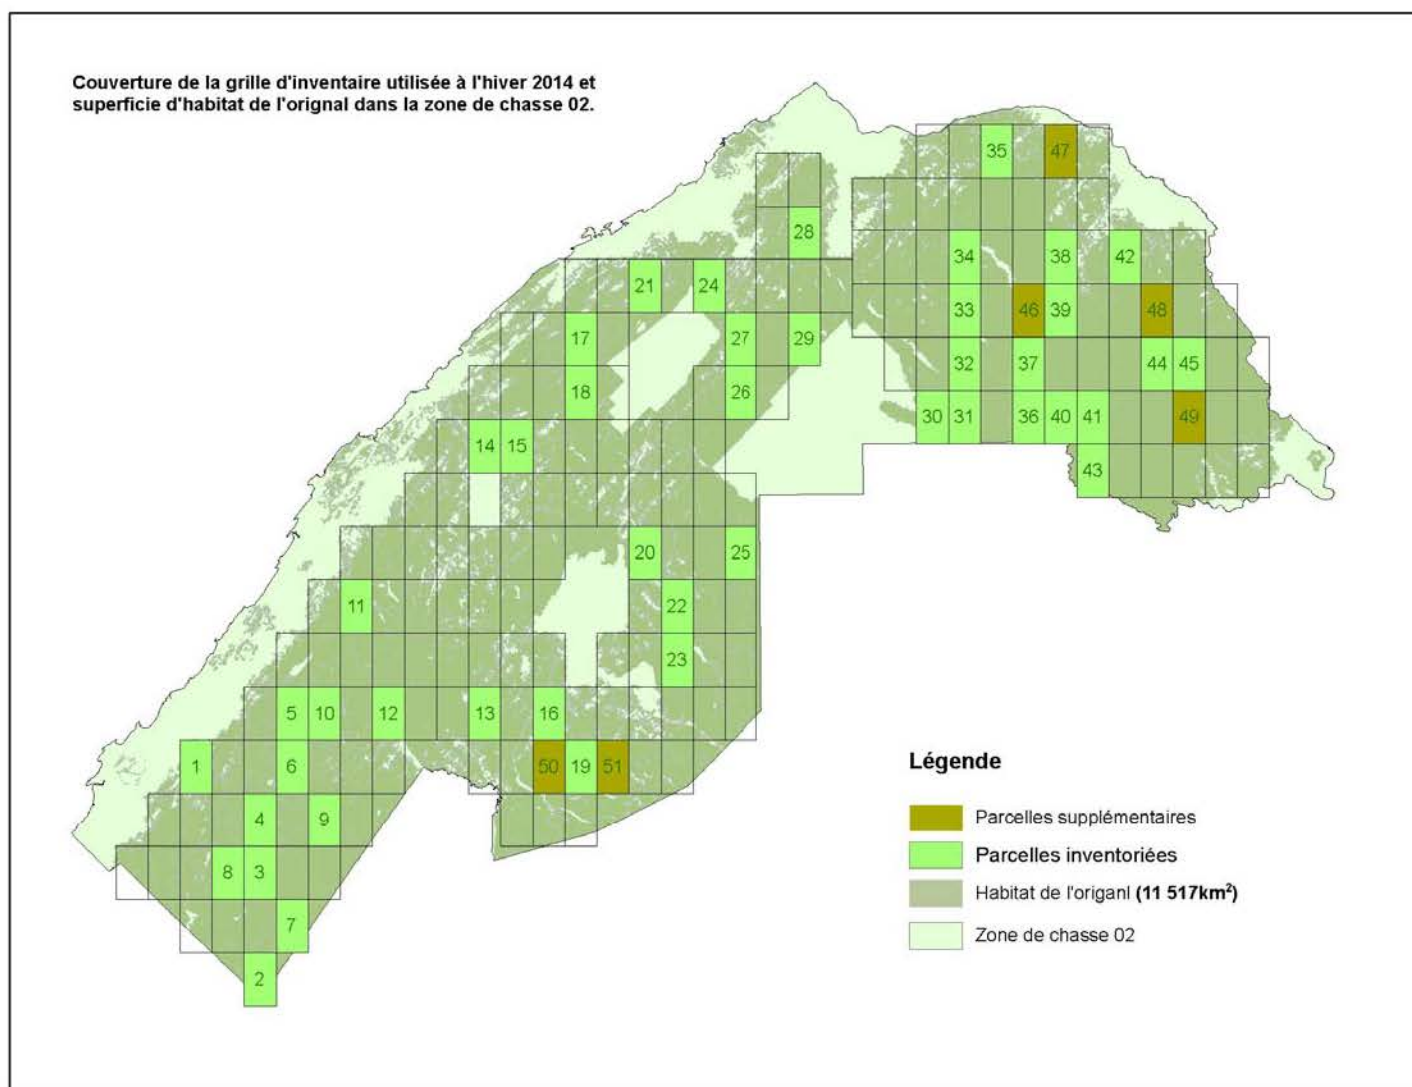 Couverture de la grille d'inventaire utilisée à l'hiver 2014 et
superficie d'habitat de l'orignal dans la zone de chasse 02.
35 47
28
34 38 42
21 24
33 46 39 48
17 27 29
32 37 44 45
18 26
30 31 36 40 41 49
14 15
43
20 25
11 22
23
5 10 12 13 16
1 6 50 19 51
4 9
8 3
7
2
Légende
Parcelles supplémentaires
Parcelles inventoriées
Habitat de l'origanl (11 517km²)
Zone de chasse 02